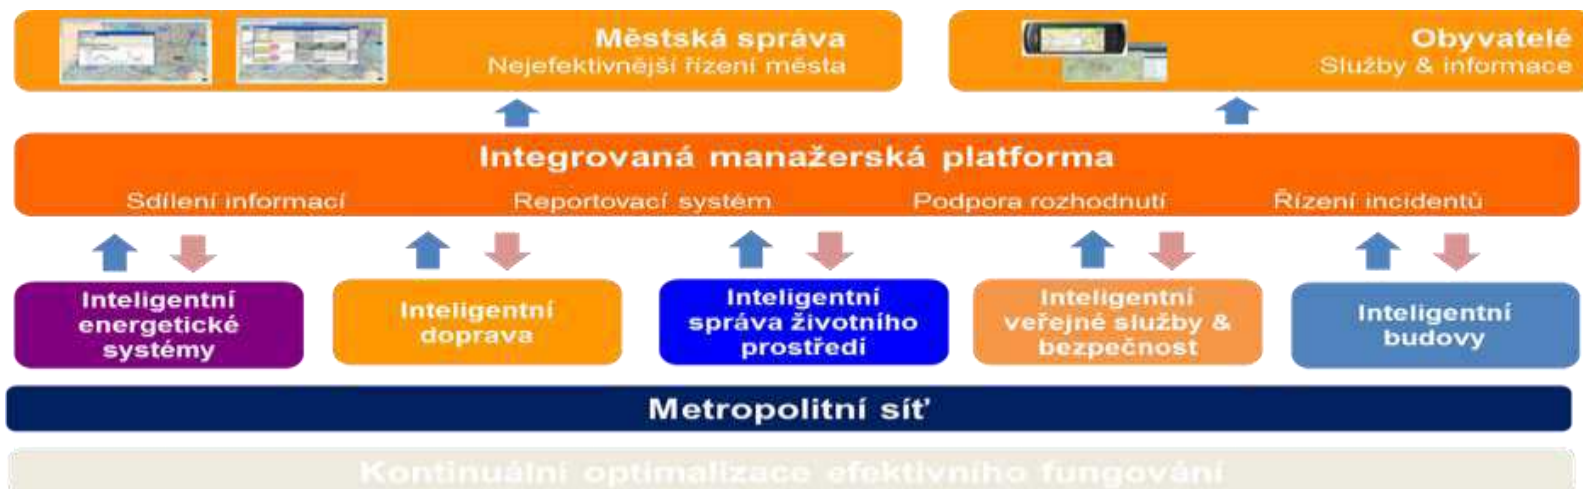 Městská správa
Nejefektivnější řízení města
Obyvatelé
Služby & informace
Integrovaná manažerská platforma
Sdílení informací
Reportovací systém
Podpora rozhodnutí
Řízení incidentů
Inteligentní
energetické
systémy
Inteligentní
doprava
Inteligentní
správa životního
prostředí
Inteligentní
veřejné služby &
bezpečnost
Inteligentní
budovy
Metropolitní síť
Kontinuální optimalizace efektivního fungování